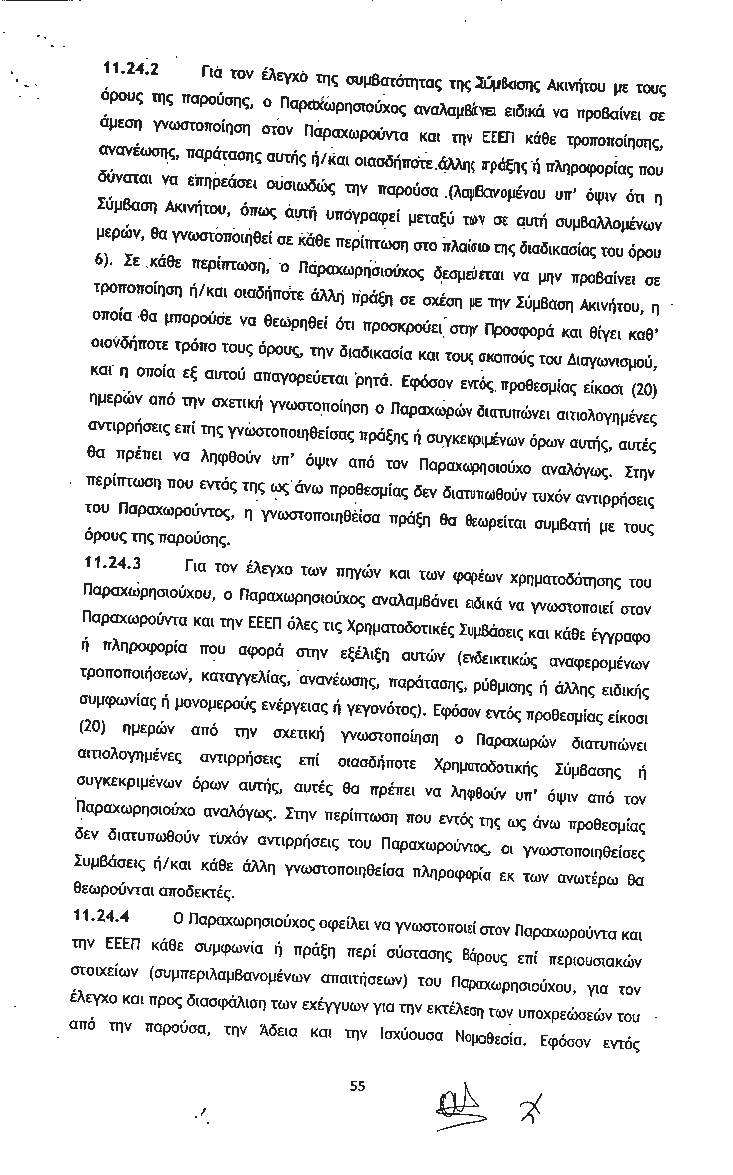 11.24.2 Για τον έλεγχο της συμβατότητας της Σύμβασης Ακινήτου με τους
όρους της παρούσης, ο Παραχωρησιούχος αναλαμβάνει ειδικά να προβαίνει σε
άμεση γνωστοποίηση στον Παραχωρούντα και την ΕΕΕΠ κάθε τροποποίησης,
ανανέωσης, παράτασης αυτής ή/και οιασδήποτε άλλης πράξης ή πληροφορίας που
δύναται να επηρεάσει ουσιωδώς την παρούσα (λαμβανομένου υπ' όψιν ότι η
Σύμβαση Ακινήτου, όπως αυτή υπογραφεί μεταξύ των σε αυτή συμβαλλομένων
μερών, θα γνωστοποιηθεί σε κάθε περίπτωση στο πλαίσιο της διαδικασίας του όρου
6). Σε κάθε περίπτωση, ο Παραχωρησιούχος δεσμεύεται να μην προβαίνει σε
τροποποίηση ή/και οιαδήποτε άλλη πράξη σε σχέση με την Σύμβαση Ακινήτου, η
οποία θα μπορούσε να θεωρηθεί ότι προσκρούει στην Προσφορά και θίγει καθ'
οιονδήποτε τρόπο τους όρους, την διαδικασία και τους σκοπούς του Διαγωνισμού,
και η οποία εξ αυτού απαγορεύεται ρητά. Εφόσον εντός προθεσμίας είκοσι (20)
ημερών από την σχετική γνωστοποίηση ο Παραχωρών διατυπώνει αιτιολογημένες
αντιρρήσεις επί της γνωστοποιηθείσας πράξης ή συγκεκριμένων όρων αυτής, αυτές
θα πρέπει να ληφθούν υπ' όψιν από τον Παραχωρησιούχο αναλόγως. Στην
περίπτωση που εντός της ως άνω προθεσμίας δεν διατυπωθούν τυχόν αντιρρήσεις
του Παραχωρούντος, η γνωστοποιηθείσα πράξη θα θεωρείται συμβατή με τους
όρους της παρούσης.
11.24.3 Για τον έλεγχο των πηγών και των φορέων χρηματοδότησης του
Παραχωρησιούχου, ο Παραχωρησιούχος αναλαμβάνει ειδικά να γνωστοποιεί στον
Παραχωρούντα και την ΕΕΕΠ όλες τις Χρηματοδοτικές Συμβάσεις και κάθε έγγραφο
ή πληροφορία που αφορά στην εξέλιξη αυτών (ενδεικτικώς αναφερομένων
τροποποιήσεων, καταγγελίας, ανανέωσης, παράτασης, ρύθμισης ή άλλης ειδικής
συμφωνίας ή μονομερούς ενέργειας ή γεγονότος). Εφόσον εντός προθεσμίας είκοσι
(20) ημερών από την σχετική γνωστοποίηση ο Παραχωρών διατυπώνει
αιτιολογημένες αντιρρήσεις επί οιασδήποτε Χρηματοδοτικής Σύμβασης ή
συγκεκριμένων όρων αυτής, αυτές θα πρέπει να ληφθούν υπ' όψιν από τον
Παραχωρησιούχο αναλόγως. Στην περίπτωση που εντός της ως άνω προθεσμίας
δεν διατυπωθούν τυχόν αντιρρήσεις του Παραχωρούντος, οι γνωστοποιηθείσες
Συμβάσεις ή/και κάθε άλλη γνωστοποιηθείσα πληροφορία εκ των ανωτέρω θα
θεωρούνται αποδεκτές.
11.24.4 Ο Παραχωρησιούχος οφείλει να γνωστοποιεί στον Παραχωρούντα και
την ΕΕΕΠ κάθε συμφωνία ή πράξη περί σύστασης βάρους επί περιουσιακών
στοιχείων (συμπεριλαμβανομένων απαιτήσεων) του Παραχωρησιούχου, για τον
έλεγχο και προς διασφάλιση των εχέγγυων για την εκτέλεση των υποχρεώσεών του
από την παρούσα, την Άδεια και την Ισχύουσα Νομοθεσία. Εφόσον εντός
55